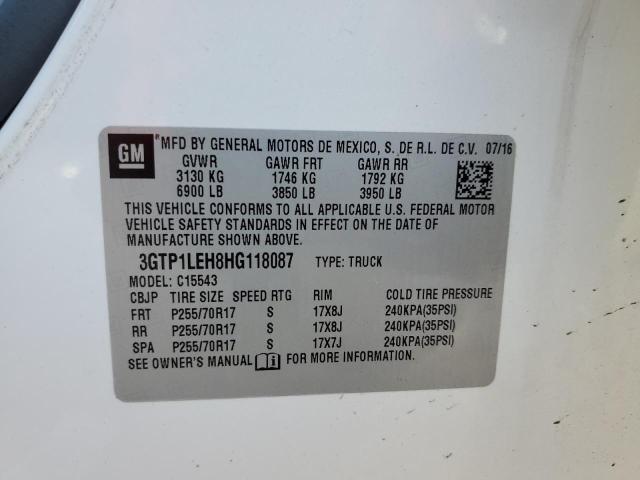 GM
*MFD BY GENERAL MOTORS DE MEXICO, S. DE R.L. DE C.V. 07/16
GVWR GAWR FRT GAWR RR
3130 KG 1746 KG 1792 KG
6900 LB 3850 LB 3950 LB
THIS VEHICLE CONFORMS TO ALL APPLICABLE U.S. FEDERAL MOTOR
VEHICLE SAFETY STANDARDS IN EFFECT ON THE DATE OF
MANUFACTURE SHOWN ABOVE.
3GTP1LEH8HG118087 TYPE: TRUCK
MODEL: C15543
CBJP TIRE SIZE SPEED RTG RIM COLD TIRE PRESSURE
FRT P255/70R17 S 17X8J 240KPA(35PSI)
RR P255/70R17 S 17X8J 240KPA(35PSI)
SPA P255/70R17 S 17X7J 240KPA(35PSI)
SEE OWNER'S MANUAL FOR MORE INFORMATION.